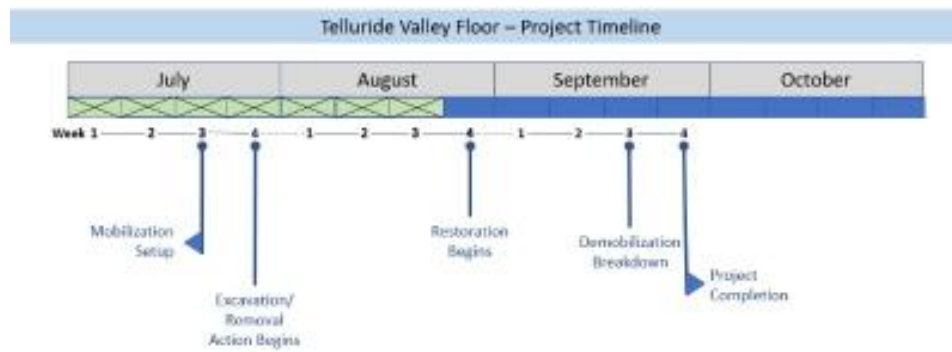 Telluride Valley Floor – Project Timeline
July August September October
Week 1 2 3 4 1 2 3 4 1 2 3 4
Mobilization
Setup
Excavation/
Removal
Action Begins
Restoration
Begins
Demobilization
Breakdown
Project
Completion